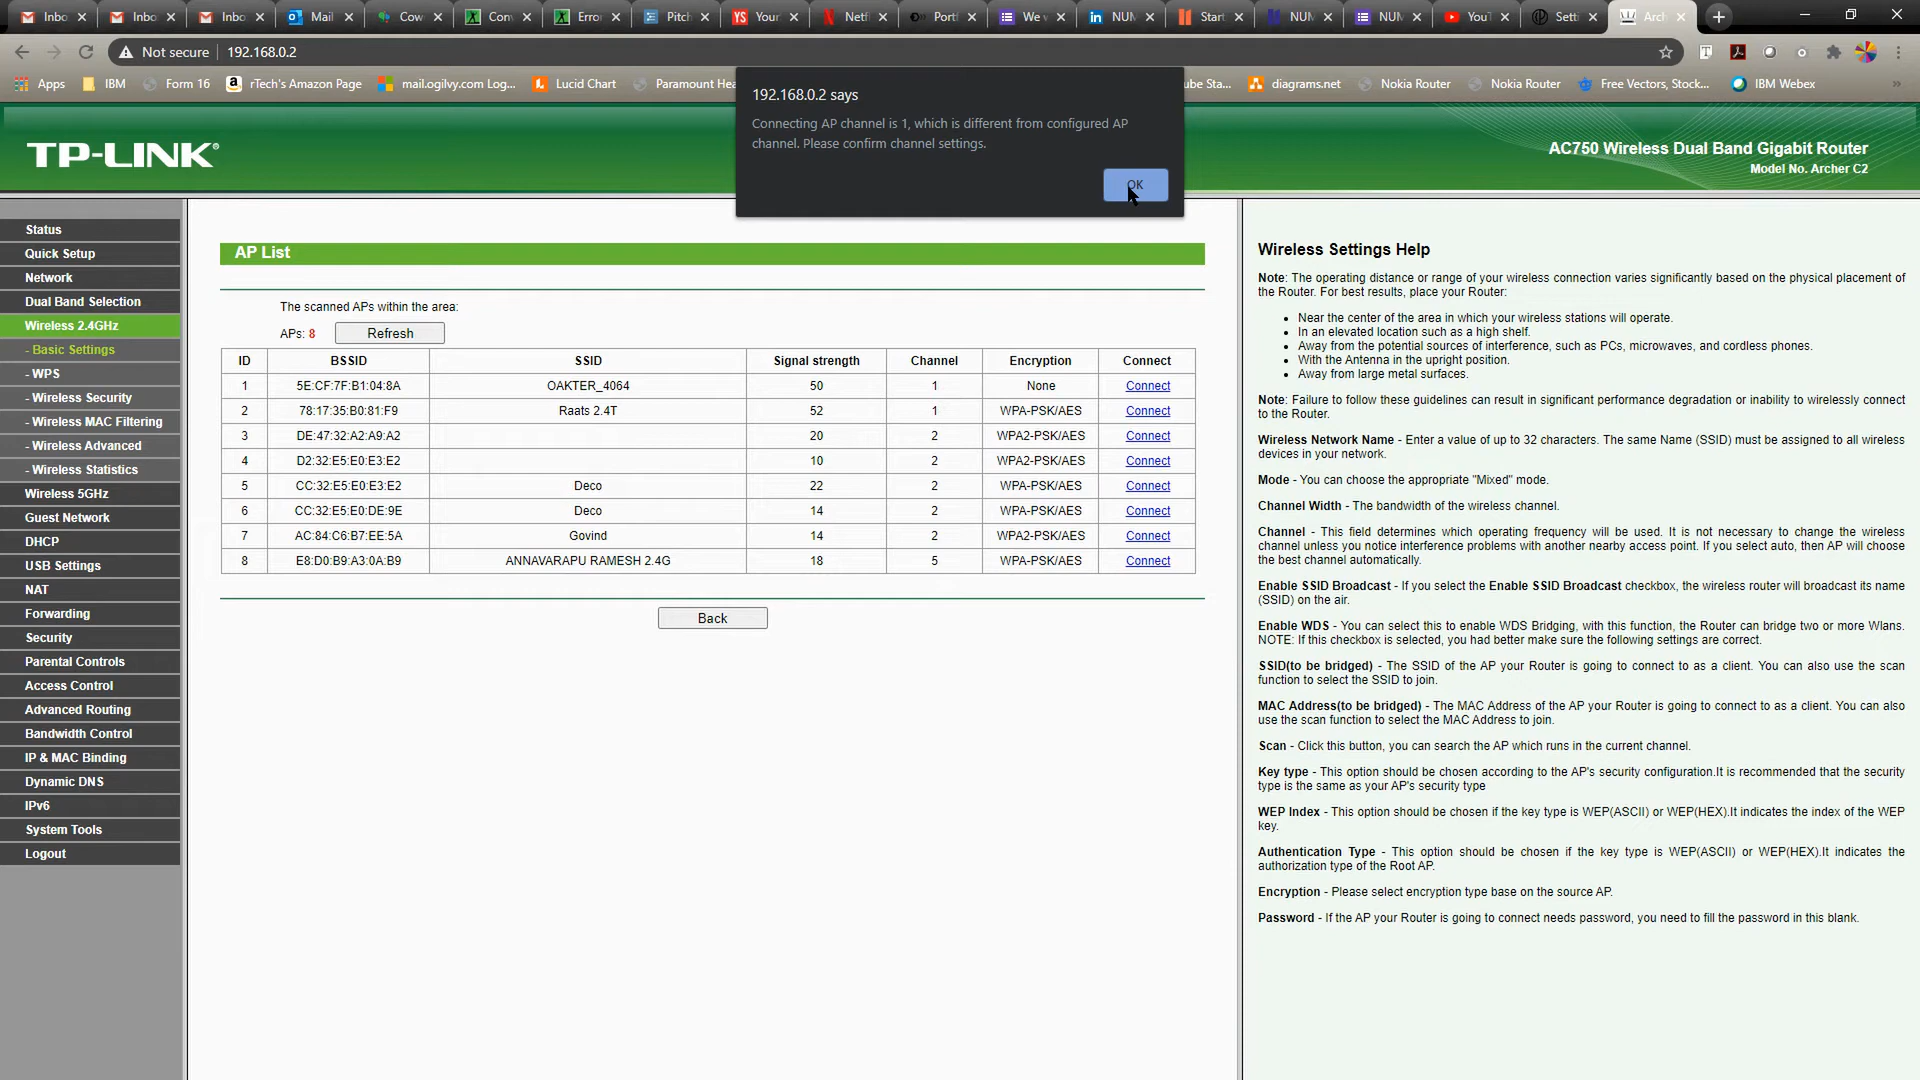 Inbo
Inbo
Inbo
Mail
Cow
Con
Erro
Pitch
Your
Netf
Portf
We v
NUM
Start
NUM
NUM
YouT
Setti
Arch
Not secure
192.168.0.2
Apps
IBM
Form 16
rTech's Amazon Page
mail.ogilvy.com Log...
Lucid Chart
Paramount Hea
ube Sta...
diagrams.net
Nokia Router
Nokia Router
Free Vectors, Stock...
IBM Webex
192.168.0.2 says
Connecting AP channel is 1, which is different from configured AP
channel. Please confirm channel settings.
OK
TP-LINK®
AC750 Wireless Dual Band Gigabit Router
Model No. Archer C2
Status
Quick Setup
Network
Dual Band Selection
Wireless 2.4GHz
- Basic Settings
- WPS
- Wireless Security
- Wireless MAC Filtering
- Wireless Advanced
- Wireless Statistics
Wireless 5GHz
Guest Network
DHCP
USB Settings
NAT
Forwarding
Security
Parental Controls
Access Control
Advanced Routing
Bandwidth Control
IP & MAC Binding
Dynamic DNS
IPv6
System Tools
Logout
AP List
The scanned APs within the area:
APs: 8 Refresh
ID BSSID SSID Signal strength Channel Encryption Connect
1 5E:CF:7F:B1:04:8A OAKTER_4064 50 1 None Connect
2 78:17:35:B0:81:F9 Raats 2.4T 52 1 WPA-PSK/AES Connect
3 DE:47:32:A2:A9:A2 20 2 WPA2-PSK/AES Connect
4 D2:32:E5:E0:E3:E2 10 2 WPA2-PSK/AES Connect
5 CC:32:E5:E0:E3:E2 Deco 22 2 WPA-PSK/AES Connect
6 CC:32:E5:E0:DE:9E Deco 14 2 WPA-PSK/AES Connect
7 AC:84:C6:B7:EE:5A Govind 14 2 WPA2-PSK/AES Connect
8 E8:D0:B9:A3:0A:B9 ANNAVARAPU RAMESH 2.4G 18 5 WPA-PSK/AES Connect
Back
Wireless Settings Help
Note: The operating distance or range of your wireless connection varies significantly based on the physical placement of
the Router. For best results, place your Router:
• Near the center of the area in which your wireless stations will operate.
• In an elevated location such as a high shelf.
• Away from the potential sources of interference, such as PCs, microwaves, and cordless phones.
• With the Antenna in the upright position.
• Away from large metal surfaces.
Note: Failure to follow these guidelines can result in significant performance degradation or inability to wirelessly connect
to the Router.
Wireless Network Name - Enter a value of up to 32 characters. The same Name (SSID) must be assigned to all wireless
devices in your network.
Mode - You can choose the appropriate "Mixed" mode.
Channel Width - The bandwidth of the wireless channel.
Channel - This field determines which operating frequency will be used. It is not necessary to change the wireless
channel unless you notice interference problems with another nearby access point. If you select auto, then AP will choose
the best channel automatically.
Enable SSID Broadcast - If you select the Enable SSID Broadcast checkbox, the wireless router will broadcast its name
(SSID) on the air.
Enable WDS - You can select this to enable WDS Bridging, with this function, the Router can bridge two or more Wlans.
NOTE: If this checkbox is selected, you had better make sure the following settings are correct.
SSID(to be bridged) - The SSID of the AP your Router is going to connect to as a client. You can also use the scan
function to select the SSID to join.
MAC Address(to be bridged) - The MAC Address of the AP your Router is going to connect to as a client. You can also
use the scan function to select the MAC Address to join.
Scan - Click this button, you can search the AP which runs in the current channel.
Key type - This option should be chosen according to the AP's security configuration.It is recommended that the security
type is the same as your AP's security type
WEP Index - This option should be chosen if the key type is WEP(ASCII) or WEP(HEX).It indicates the index of the WEP
key.
Authentication Type - This option should be chosen if the key type is WEP(ASCII) or WEP(HEX).It indicates the
authorization type of the Root AP.
Encryption - Please select encryption type base on the source AP.
Password - If the AP your Router is going to connect needs password, you need to fill the password in this blank.